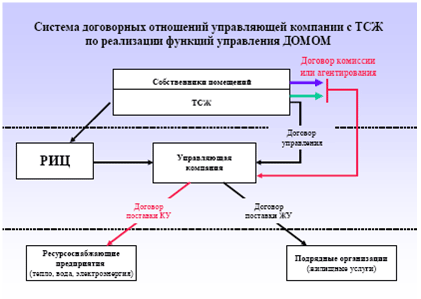 Система договорных отношений управляющей компании с ТСЖ
по реализации функций управления ДОМОМ
Договор комиссии
или агентирования
Собственники помещений
ТСЖ
Договор
управления
РИЦ
Управляющая
компания
Договор
поставки КУ
Договор
поставки ЖУ
Ресурсоснабжающие
предприятия
(тепло, вода, электроэнергия)
Подрядные организации
(жилищные услуги)